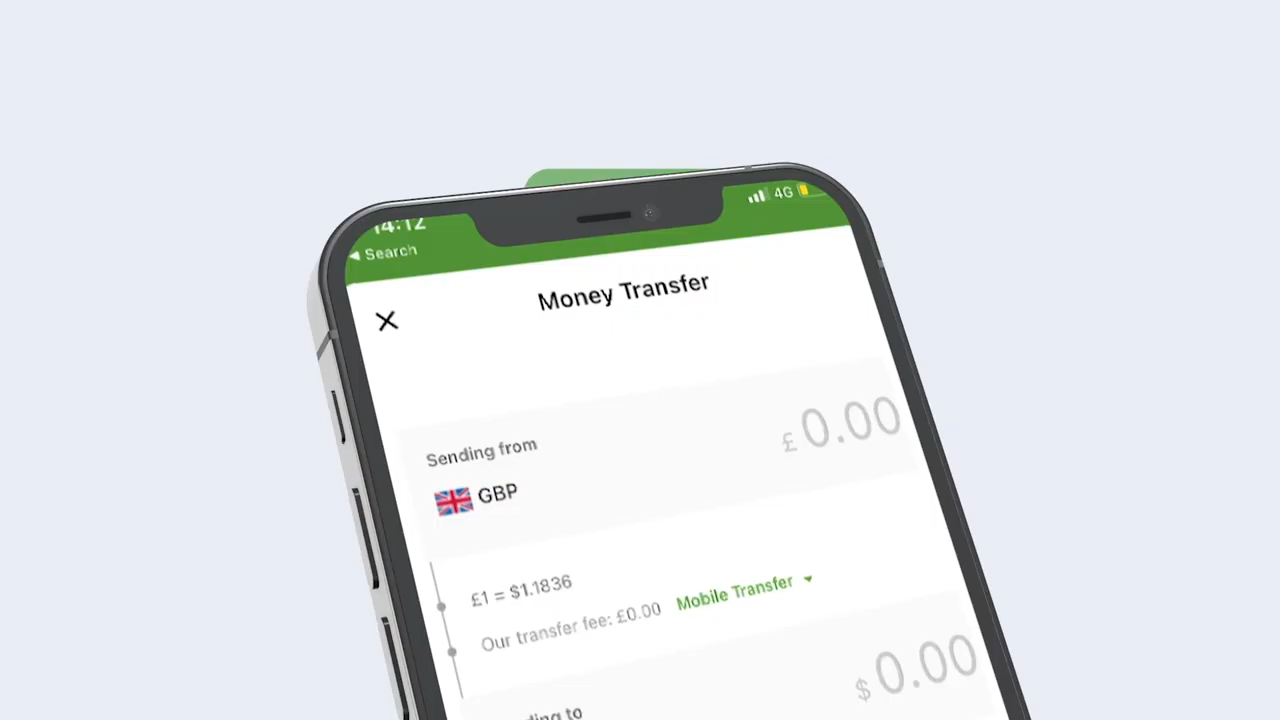 14:12
4G
◀ Search
Money Transfer
Sending from
£0.00
GBP
£1 = $1.1836
Our transfer fee: £0.00 Mobile Transfer
$0.00
to